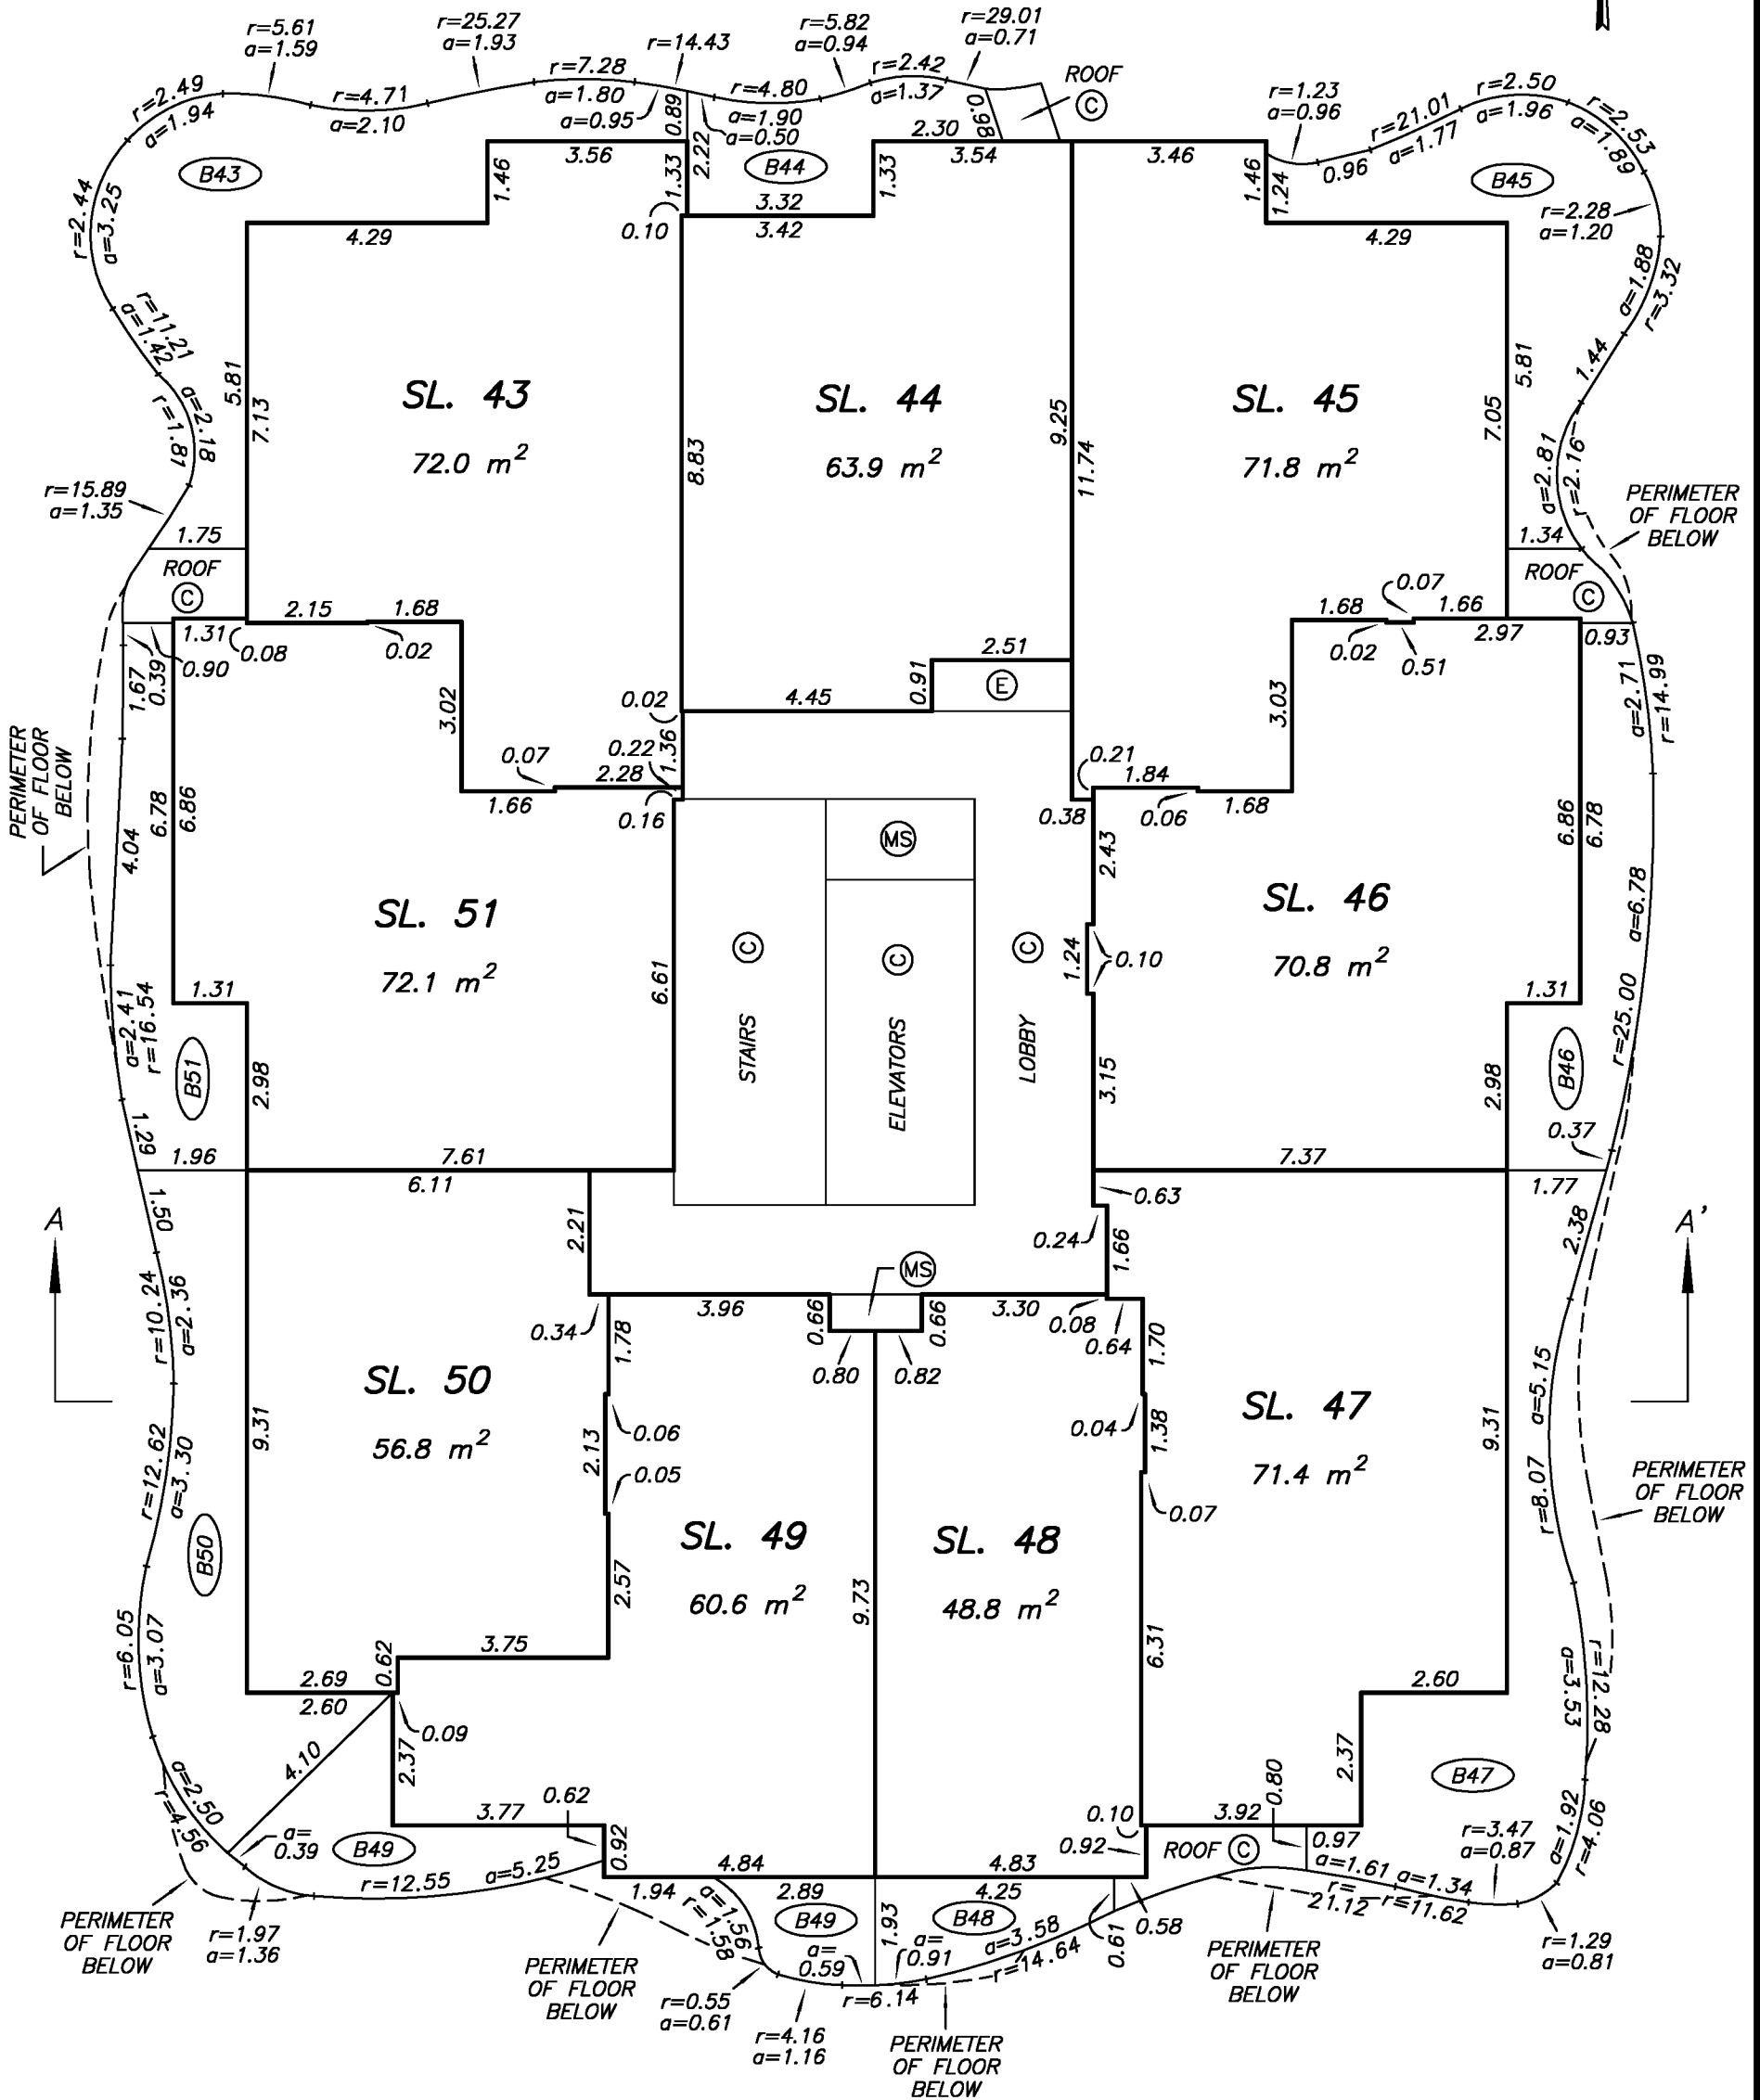 r=5.61
a=1.59
r=25.27
a=1.93
r=14.43
r=5.82
a=0.94
r=29.01
a=0.71
ROOF
C
r=2.49
a=1.94
r=4.71
a=2.10
r=7.28
a=1.80
a=0.95
0.89
r=4.80
a=1.90
a=0.50
r=2.42
a=1.37
0.98
r=1.23
a=0.96
0.96
r=21.01
a=1.77
r=2.50
a=1.96
r=2.53
a=1.89
B43
1.46
3.56
1.33
2.22
B44
2.30
3.54
1.33
3.32
3.42
0.10
3.46
1.46
1.24
B45
r=2.28
a=1.20
r=2.44
a=3.25
4.29
4.29
a=1.88
r=3.32
r=11.21
a=1.42
a=2.18
r=1.81
5.81
7.13
SL. 43
72.0 m²
8.83
SL. 44
63.9 m²
9.25
11.74
SL. 45
71.8 m²
7.05
5.81
1.44
a=2.81
r=2.16
r=15.89
a=1.35
PERIMETER
OF FLOOR
BELOW
1.75
ROOF
C
1.34
ROOF
C
1.31
2.15
1.68
0.08
0.02
0.90
0.39
1.67
1.68
0.07
1.66
2.97
0.93
0.02
0.51
2.51
0.91
E
4.45
0.02
3.02
3.03
a=2.71
r=14.99
PERIMETER
OF FLOOR
BELOW
0.07
0.22
1.36
2.28
1.66
0.16
0.21
1.84
0.38
0.06
1.68
4.04
6.78
6.86
MS
2.43
6.86
6.78
SL. 51
72.1 m²
6.61
C
STAIRS
C
ELEVATORS
C
LOBBY
1.24
0.10
SL. 46
70.8 m²
a=6.78
r=25.00
a=2.41
r=16.54
1.31
1.31
B51
2.98
3.15
2.98
B46
0.37
1.29
1.96
7.61
6.11
7.37
1.77
1.50
2.21
0.63
0.24
1.66
2.38
A
A'
MS
r=10.24
a=2.36
3.96
0.66
0.66
3.30
0.08
0.64
0.34
1.78
0.80
0.82
1.70
SL. 50
56.8 m²
9.31
0.06
2.13
0.05
0.04
1.38
0.07
SL. 47
71.4 m²
9.31
a=5.15
r=8.07
r=12.62
a=3.30
PERIMETER
OF FLOOR
BELOW
B50
SL. 49
60.6 m²
SL. 48
48.8 m²
2.57
9.73
6.31
r=6.05
a=3.07
0.62
3.75
2.69
2.60
0.09
2.60
r=12.28
a=3.53
4.10
2.37
2.37
B47
a=2.50
r=4.56
0.62
3.77
0.10
3.92
0.80
a=
0.39
B49
0.92
0.92
ROOF
C
0.97
a=1.61
a=1.34
r=3.47
a=0.87
a=1.92
r=4.06
r=12.55
a=5.25
4.84
4.83
r=
21.12
r=11.62
1.94
a=1.56
r=1.58
2.89
B49
1.93
4.25
B48
0.61
0.58
PERIMETER
OF FLOOR
BELOW
r=1.97
a=1.36
PERIMETER
OF FLOOR
BELOW
a=
0.59
a=
0.91
a=3.58
r=14.64
PERIMETER
OF FLOOR
BELOW
r=1.29
a=0.81
r=0.55
a=0.61
r=6.14
r=4.16
a=1.16
PERIMETER
OF FLOOR
BELOW